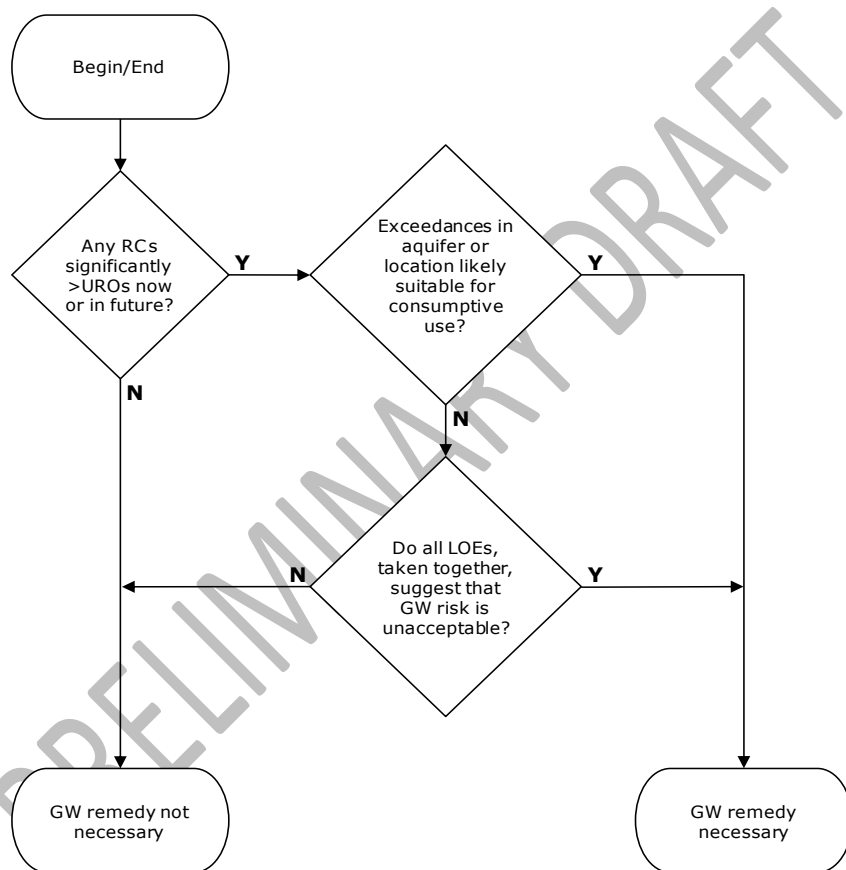 Begin/End
Any RCs
significantly
>UROs now
or in future?
Y
N
Exceedances in
aquifer or
location likely
suitable for
consumptive
use?
Y
N
Do all LOEs,
taken together,
suggest that
GW risk is
unacceptable?
N
Y
GW remedy not
necessary
GW remedy
necessary
PRELIMINARY DRAFT